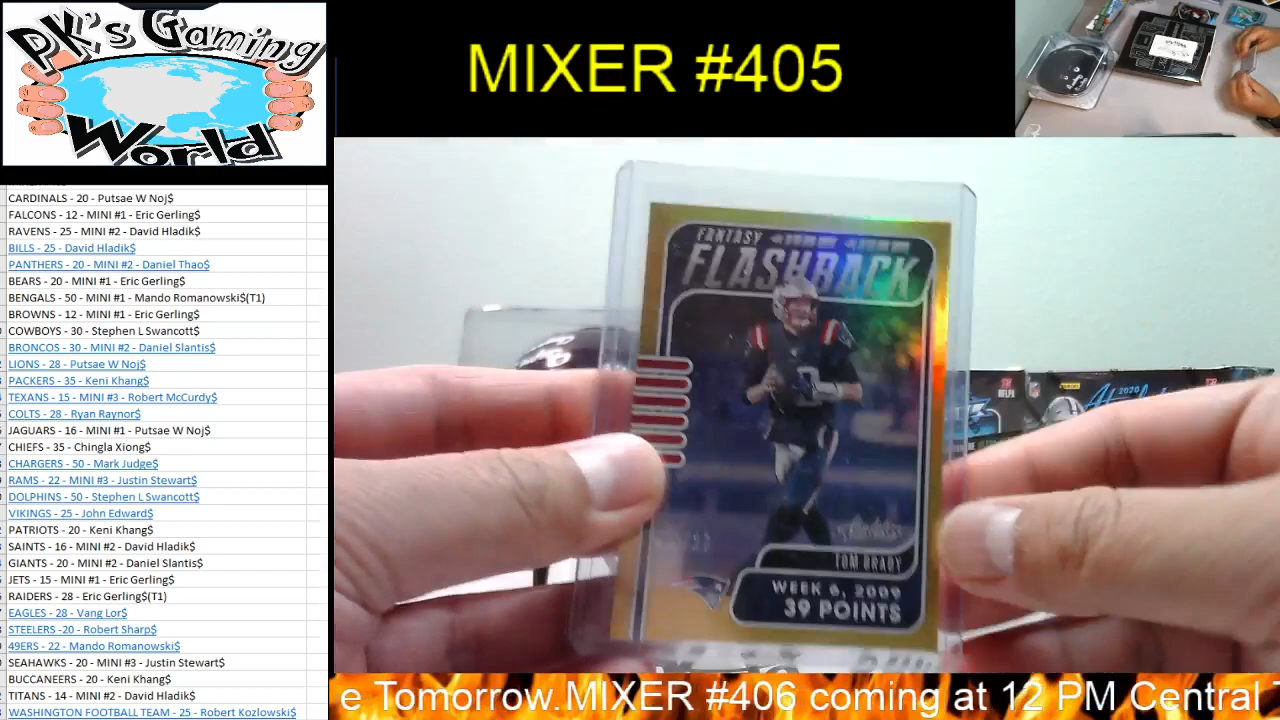 PK's Gaming
World
MIXER #405
CARDINALS - 20 - Putsae W Noj$
FALCONS - 12 - MINI #1 - Eric Gerling$
RAVENS - 25 - MINI #2 - David Hladik$
BILLS - 25 - David Hladik$
PANTHERS - 20 - MINI #2 - Daniel Thao$
BEARS - 20 - MINI #1 - Eric Gerling$
BENGALS - 50 - MINI #1 - Mando Romanowski$(T1)
BROWNS - 12 - MINI #1 - Eric Gerling$
COWBOYS - 30 - Stephen L Swancott$
BRONCOS - 30 - MINI #2 - Daniel Slantis$
LIONS - 28 - Putsae W Noj$
PACKERS - 35 - Keni Khang$
TEXANS - 15 - MINI #3 - Robert McCurdy$
COLTS - 28 - Ryan Raynor$
JAGUARS - 16 - MINI #1 - Putsae W Noj$
CHIEFS - 35 - Chingla Xiong$
CHARGERS - 50 - Mark Judge$
RAMS - 22 - MINI #3 - Justin Stewart$
DOLPHINS - 50 - Stephen L Swancott$
VIKINGS - 25 - John Edward$
PATRIOTS - 20 - Keni Khang$
SAINTS - 16 - MINI #2 - David Hladik$
GIANTS - 20 - MINI #2 - Daniel Slantis$
JETS - 15 - MINI #1 - Eric Gerling$
RAIDERS - 28 - Eric Gerling$(T1)
EAGLES - 28 - Vang Lor$
STEELERS -20 - Robert Sharp$
49ERS - 22 - Mando Romanowski$
SEAHAWKS - 20 - MINI #3 - Justin Stewart$
BUCCANEERS - 20 - Keni Khang$
TITANS - 14 - MINI #2 - David Hladik$
WASHINGTON FOOTBALL TEAM - 25 - Robert Kozlowski$
FANTASY
FLASHBACK
TOM BRADY
WEEK 6, 2009
39 POINTS
NFL
2020
e Tomorrow.MIXER #406 coming at 12 PM Central T